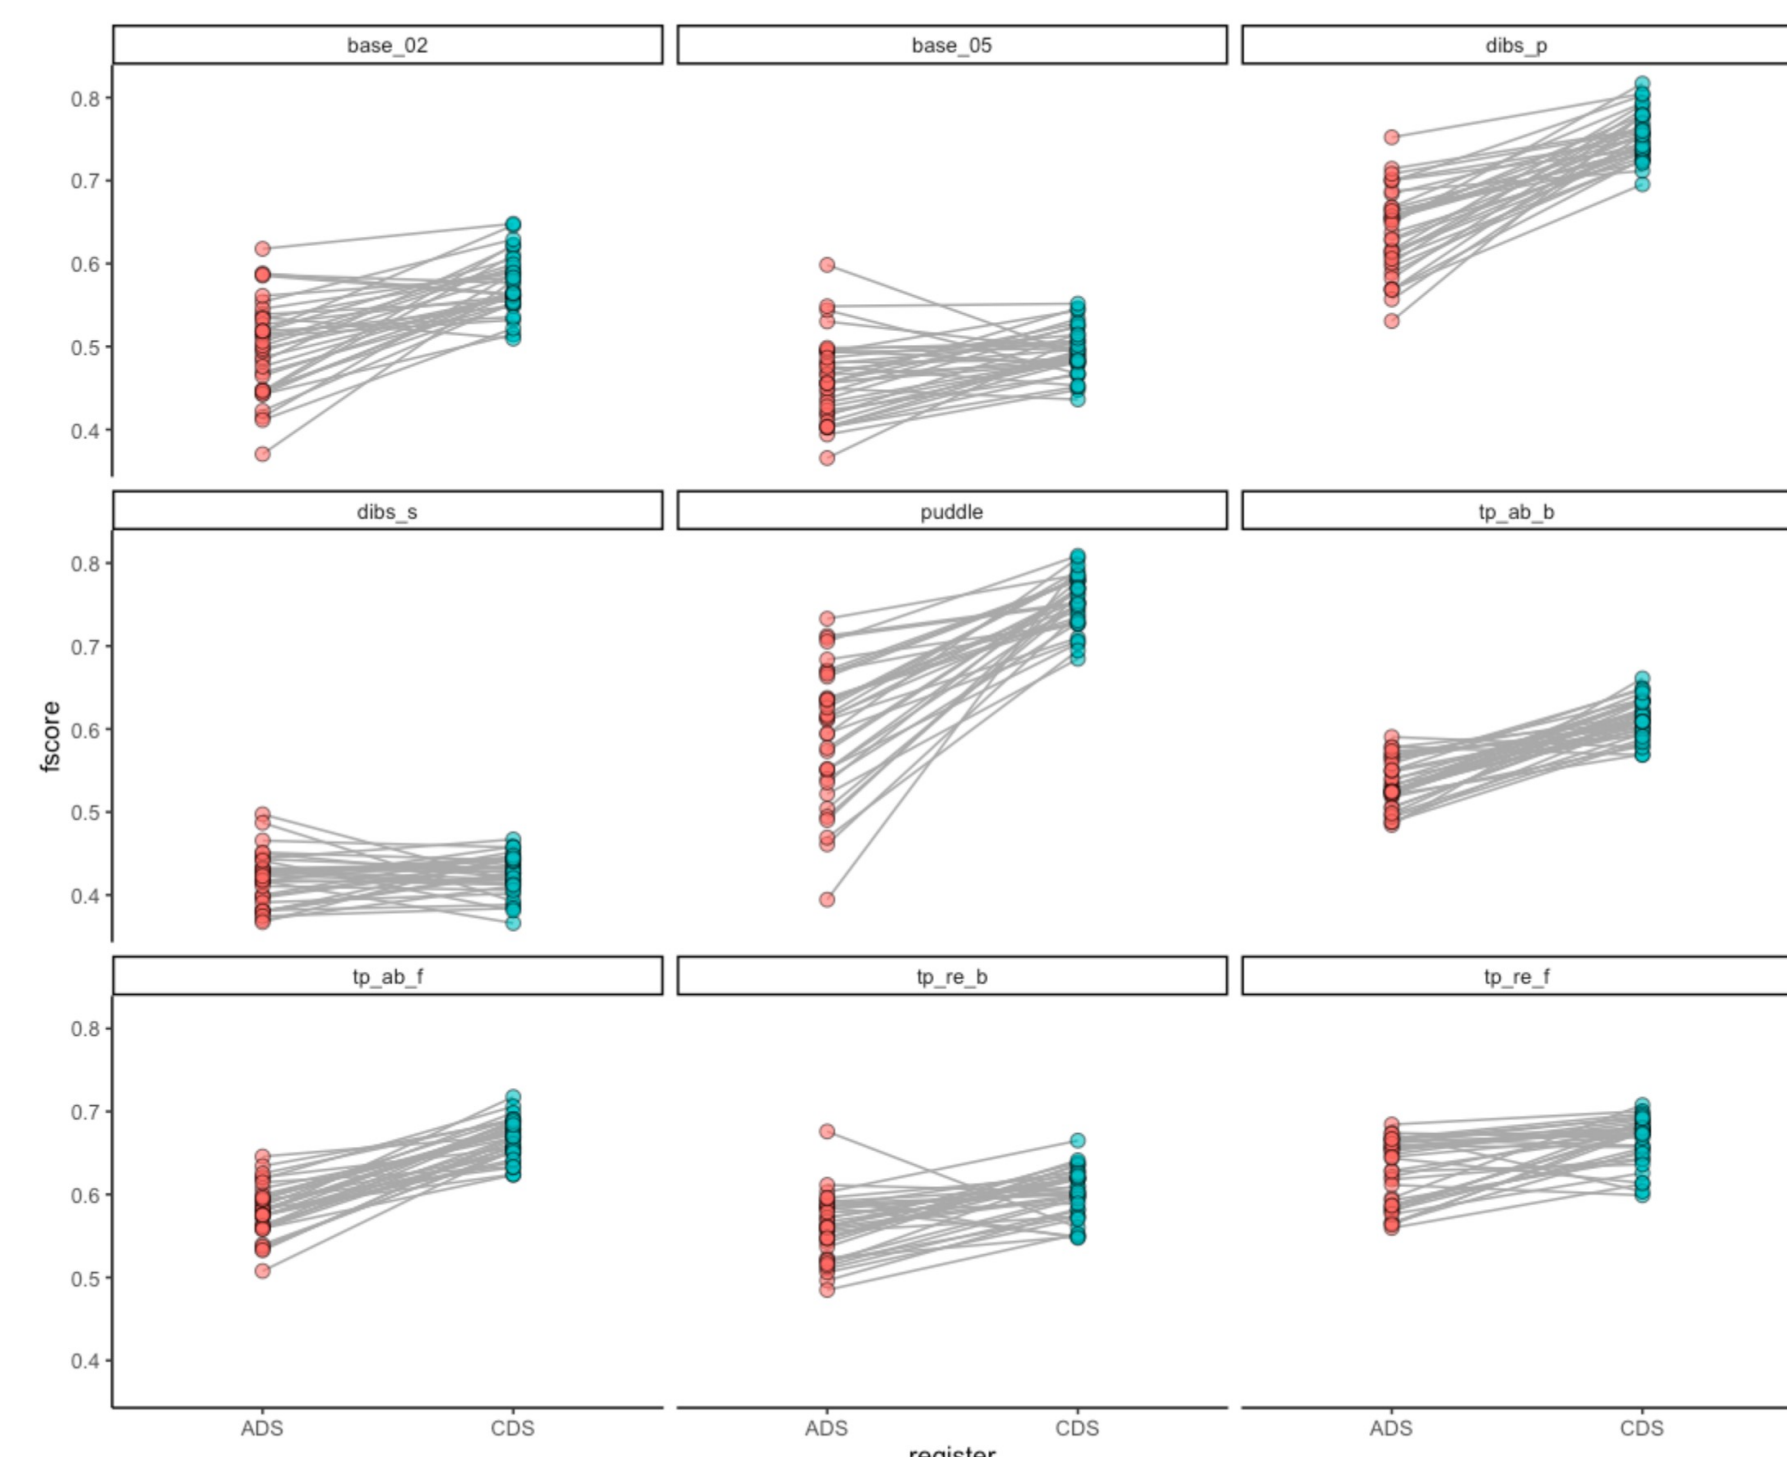 base_02 base_05 dibs_p
0.8
0.7
0.6
0.5
0.4
dibs_s puddle tp_ab_b
0.8
0.7
0.6
0.5
0.4
fscore
tp_ab_f tp_re_b tp_re_f
0.8
0.7
0.6
0.5
0.4
ADS CDS ADS CDS ADS CDS
register